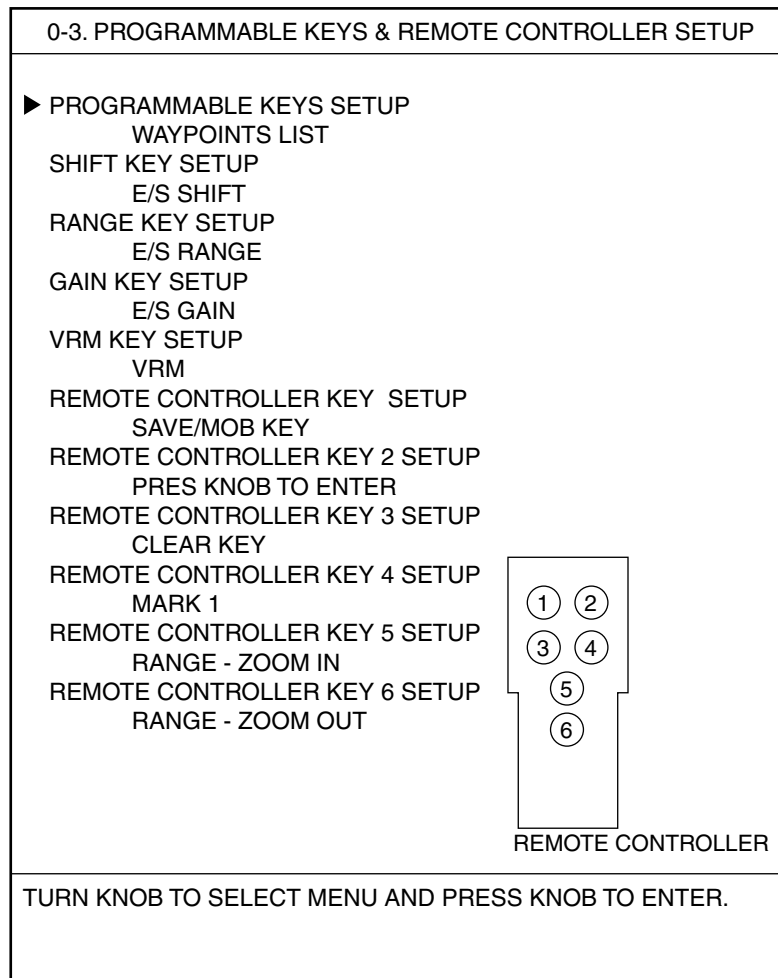 0-3. PROGRAMMABLE KEYS & REMOTE CONTROLLER SETUP
▶ PROGRAMMABLE KEYS SETUP
WAYPOINTS LIST
SHIFT KEY SETUP
E/S SHIFT
RANGE KEY SETUP
E/S RANGE
GAIN KEY SETUP
E/S GAIN
VRM KEY SETUP
VRM
REMOTE CONTROLLER KEY  SETUP
SAVE/MOB KEY
REMOTE CONTROLLER KEY 2 SETUP
PRES KNOB TO ENTER
REMOTE CONTROLLER KEY 3 SETUP
CLEAR KEY
REMOTE CONTROLLER KEY 4 SETUP
MARK 1
REMOTE CONTROLLER KEY 5 SETUP
RANGE - ZOOM IN
REMOTE CONTROLLER KEY 6 SETUP
RANGE - ZOOM OUT
1 2
3 4
5
6
REMOTE CONTROLLER
TURN KNOB TO SELECT MENU AND PRESS KNOB TO ENTER.